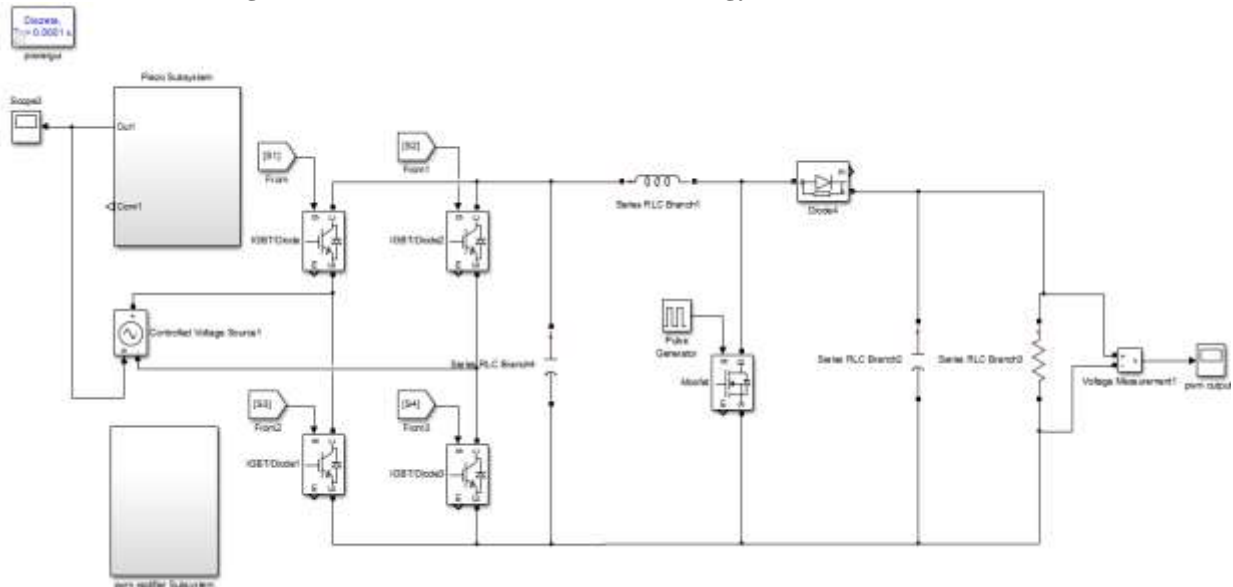 Discrete,
Ts = 0.0001 s.
powergui
Piezo Subsystem
Scope2
Out1
Conn1
[S1]
From
[S2]
From1
IGBT/Diode
IGBT/Diode2
Series RLC Branch1
Diode4
Controlled Voltage Source1
Pulse
Generator
Series RLC Branch4
Mosfet
Series RLC Branch2
Series RLC Branch3
Voltage Measurement1
pwm output
[S3]
From2
[S4]
From3
IGBT/Diode1
IGBT/Diode3
pwm rectifier Subsystem